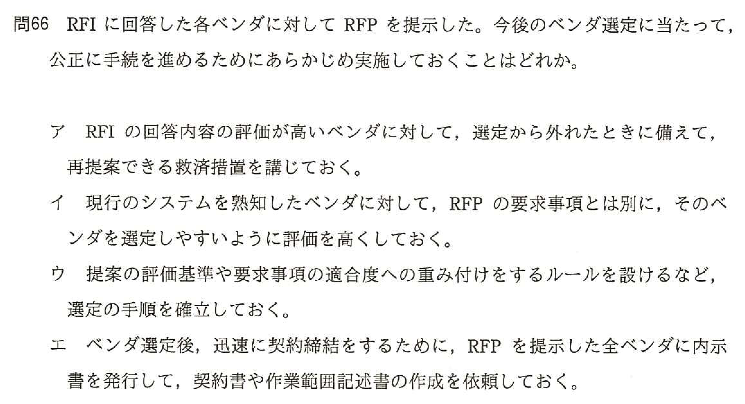 問66 RFI に回答した各ベンダに対して RFP を提示した。今後のベンダ選定に当たって，
公正に手続を進めるためにあらかじめ実施しておくことはどれか。
ア RFI の回答内容の評価が高いベンダに対して，選定から外れたときに備えて，
再提案できる救済措置を講じておく。
イ 現行のシステムを熟知したベンダに対して，RFP の要求事項とは別に，そのベ
ンダを選定しやすいように評価を高くしておく。
ウ 提案の評価基準や要求事項の適合度への重み付けをするルールを設けるなど，
選定の手順を確立しておく。
エ ベンダ選定後，迅速に契約締結をするために，RFP を提示した全ベンダに内示
書を発行して，契約書や作業範囲記述書の作成を依頼しておく。